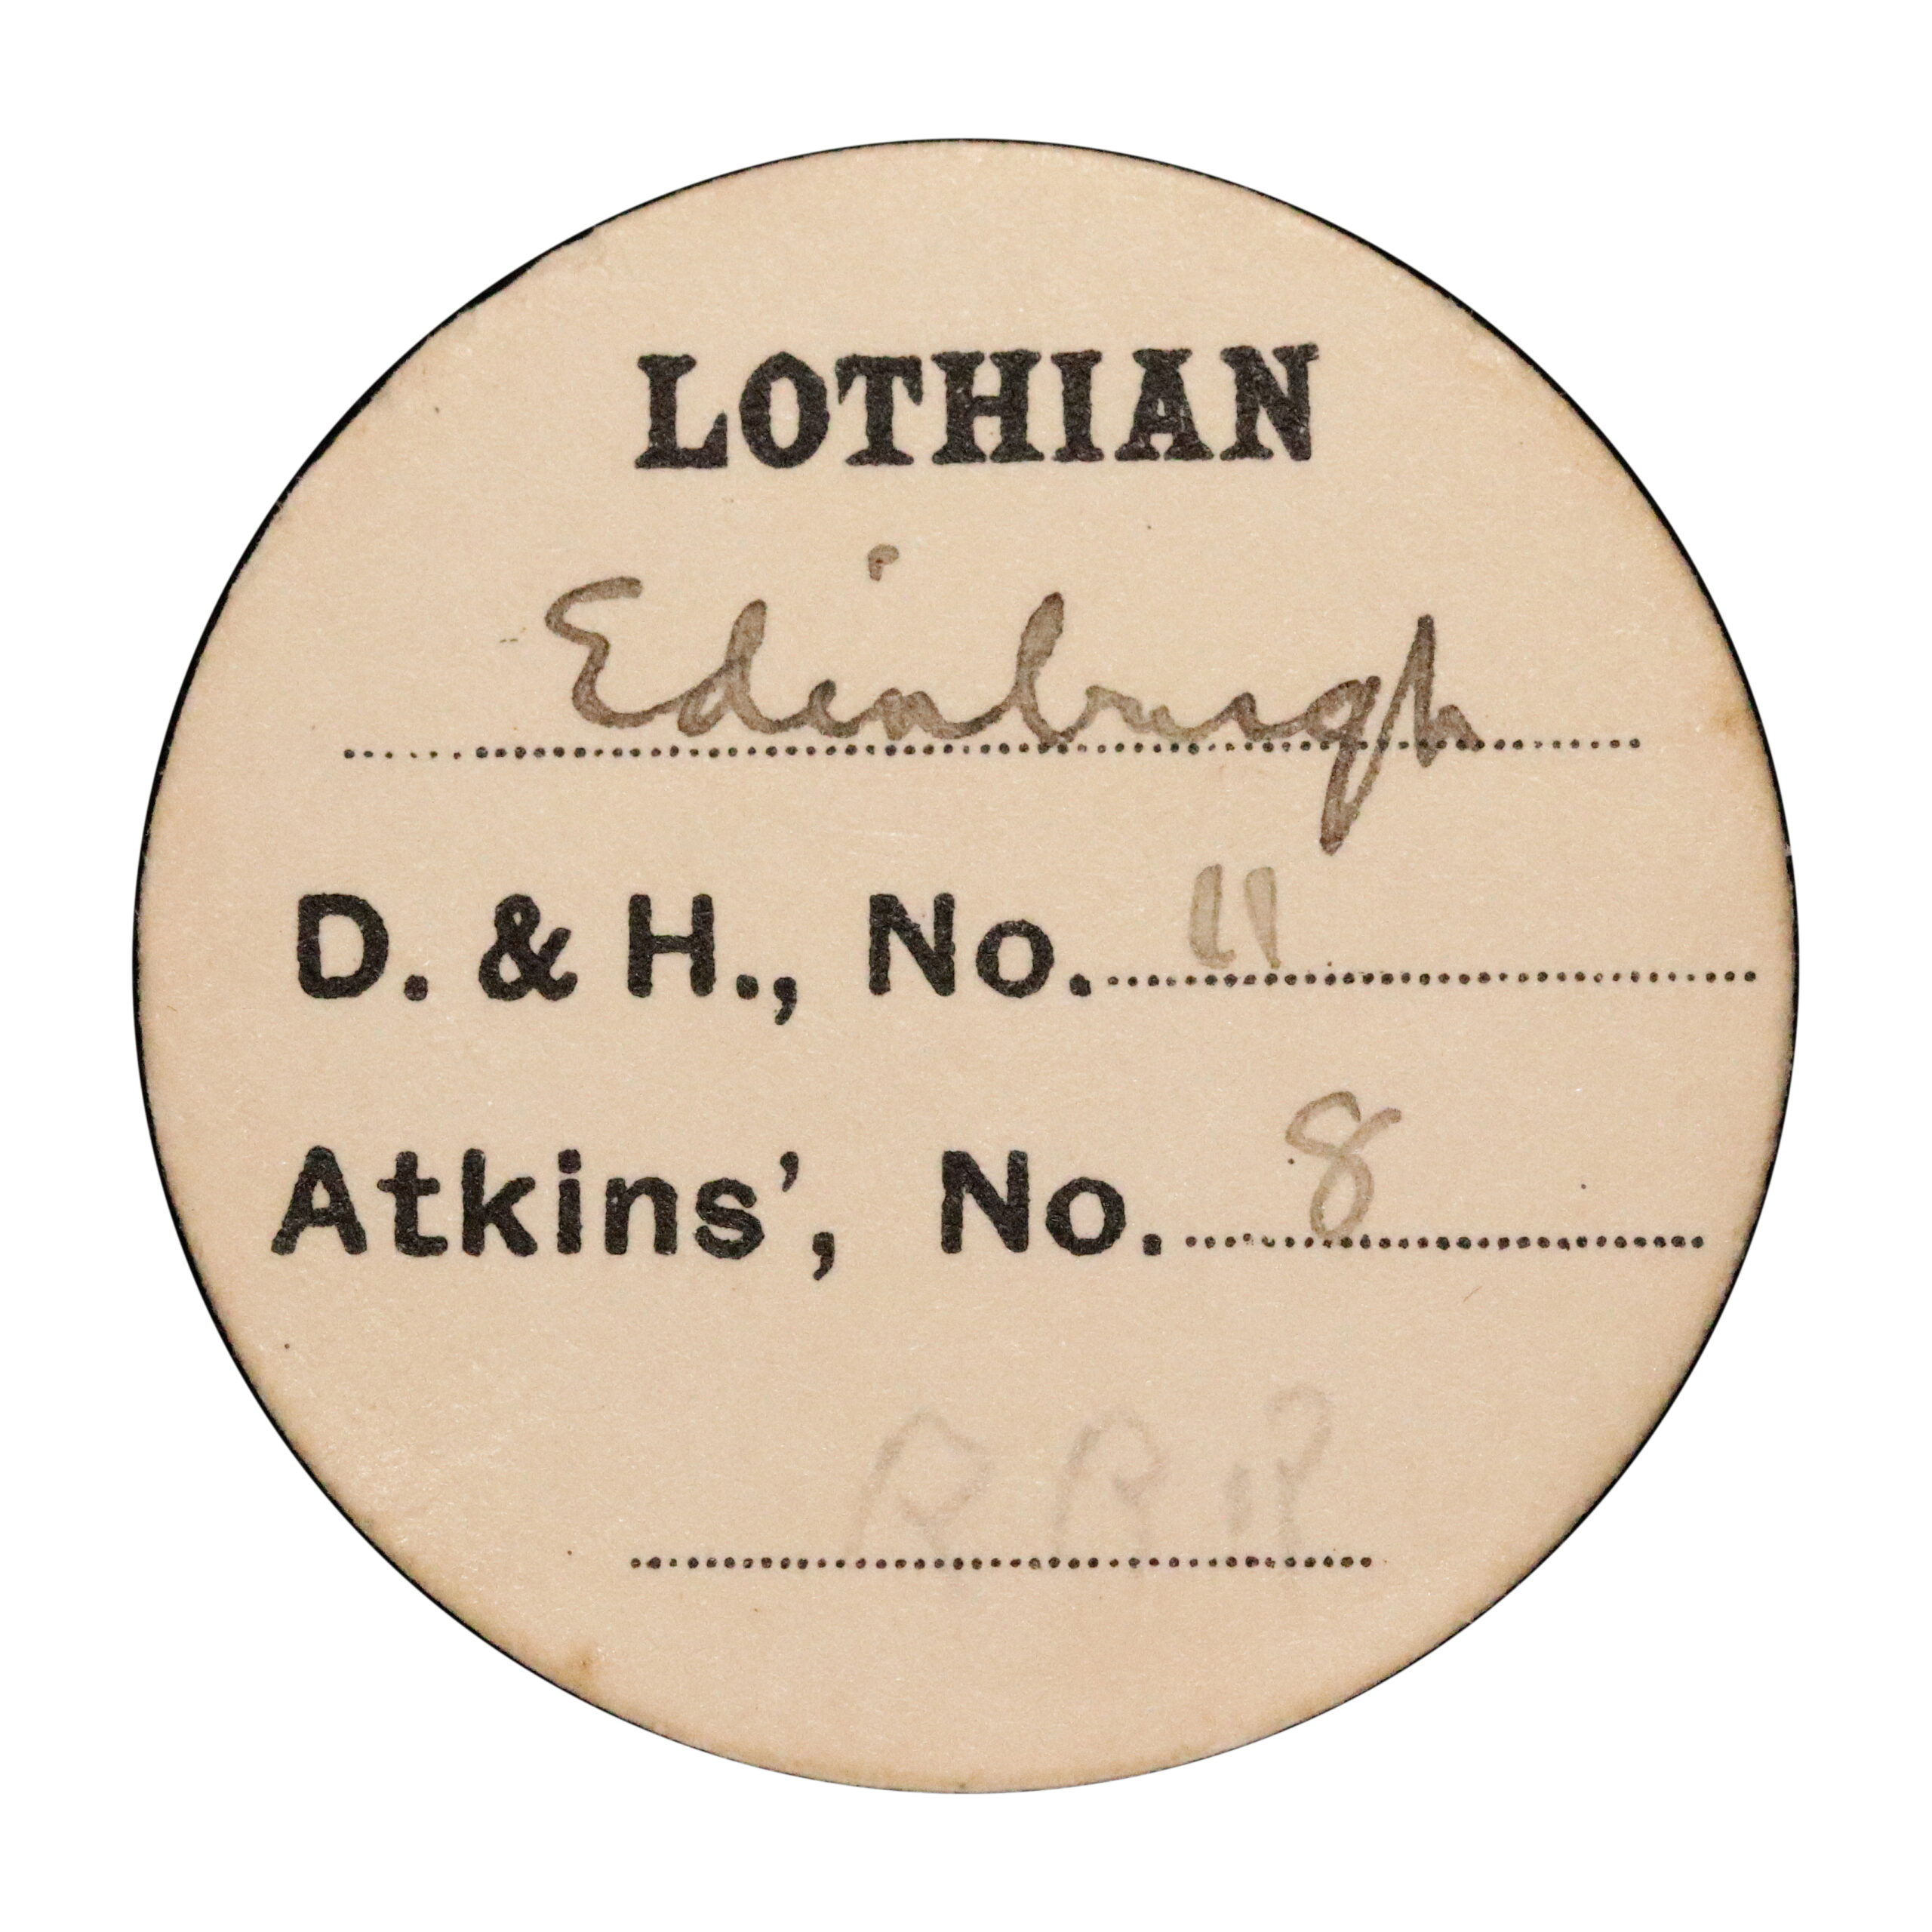 LOTHIAN
Edinburgh
D. & H., No. 11
Atkins', No. 8